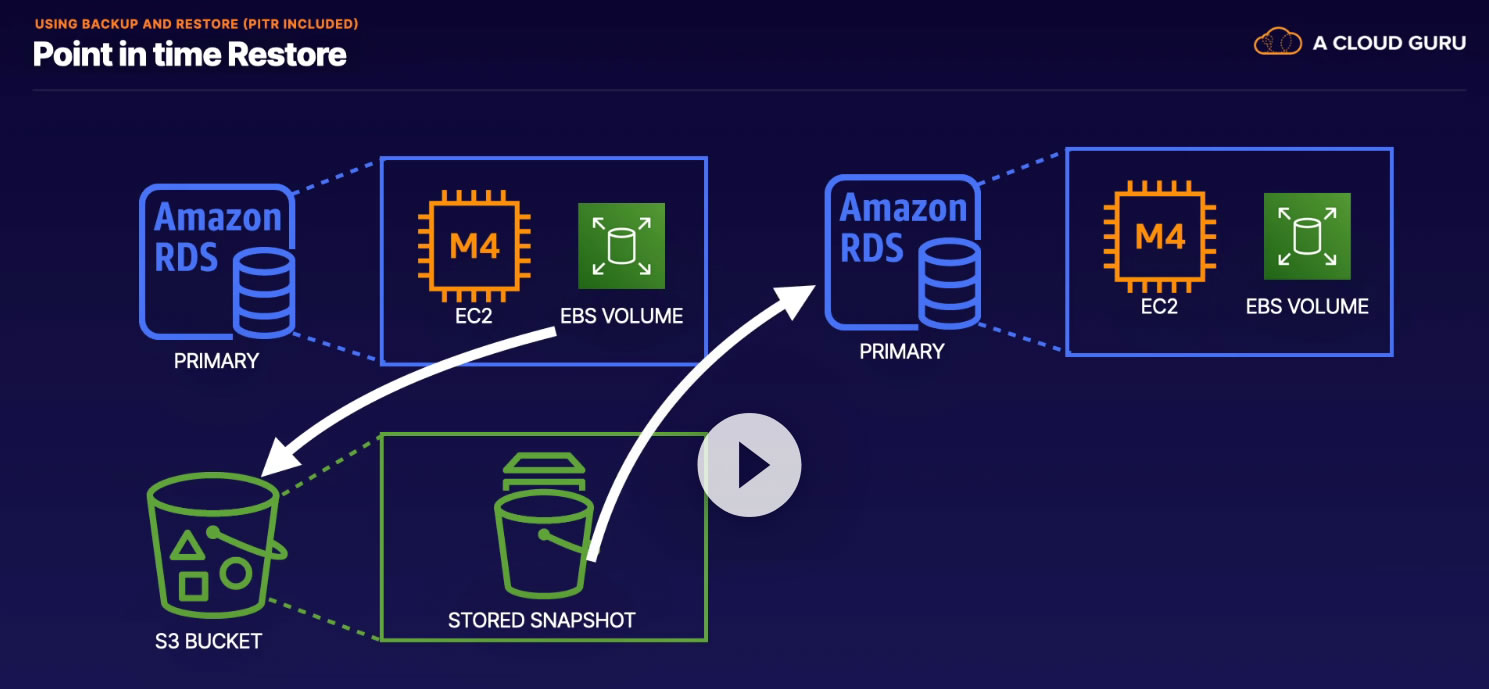 USING BACKUP AND RESTORE (PITR INCLUDED)
Point in time Restore
A CLOUD GURU
Amazon
RDS
PRIMARY
M4
EC2
EBS VOLUME
Amazon
RDS
PRIMARY
M4
EC2
EBS VOLUME
S3 BUCKET
STORED SNAPSHOT